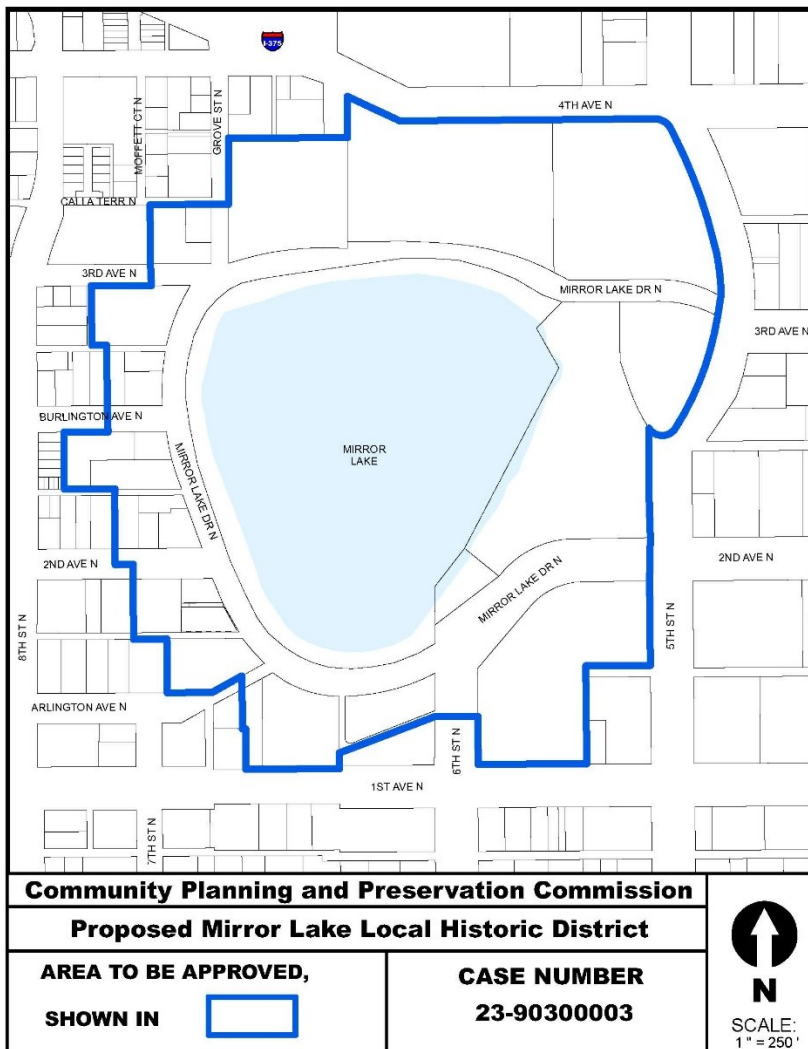 I-375
4TH AVE N
MOFFETT CT N
GROVE ST N
CALLA TERR N
3RD AVE N
MIRROR LAKE DR N
3RD AVE N
BURLINGTON AVE N
MIRROR
LAKE
MIRROR LAKE DR N
2ND AVE N
MIRROR LAKE DR N
2ND AVE N
8TH ST N
5TH ST N
ARLINGTON AVE N
6TH ST N
1ST AVE N
7TH ST N
Community Planning and Preservation Commission
Proposed Mirror Lake Local Historic District
AREA TO BE APPROVED,
SHOWN IN
CASE NUMBER
23-90300003
N
SCALE:
1 " = 250 '